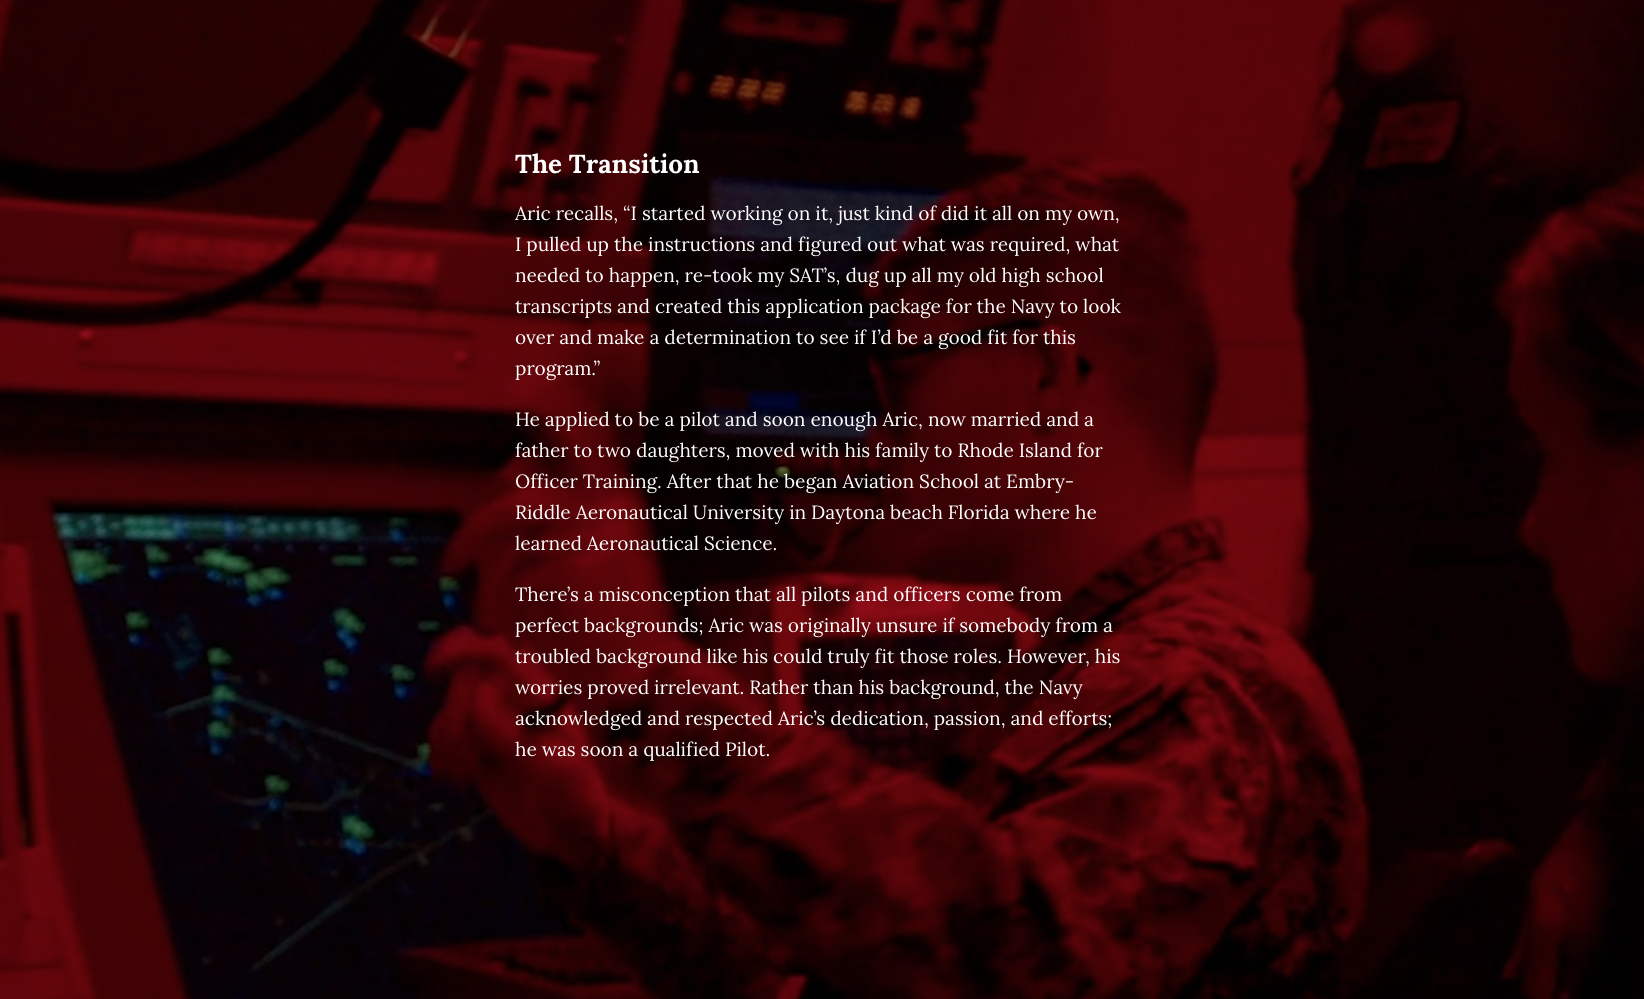 The Transition
Aric recalls, “I started working on it, just kind of did it all on my own,
I pulled up the instructions and figured out what was required, what
needed to happen, re-took my SAT’s, dug up all my old high school
transcripts and created this application package for the Navy to look
over and make a determination to see if I’d be a good fit for this
program.”
He applied to be a pilot and soon enough Aric, now married and a
father to two daughters, moved with his family to Rhode Island for
Officer Training. After that he began Aviation School at Embry-
Riddle Aeronautical University in Daytona beach Florida where he
learned Aeronautical Science.
There’s a misconception that all pilots and officers come from
perfect backgrounds; Aric was originally unsure if somebody from a
troubled background like his could truly fit those roles. However, his
worries proved irrelevant. Rather than his background, the Navy
acknowledged and respected Aric’s dedication, passion, and efforts;
he was soon a qualified Pilot.